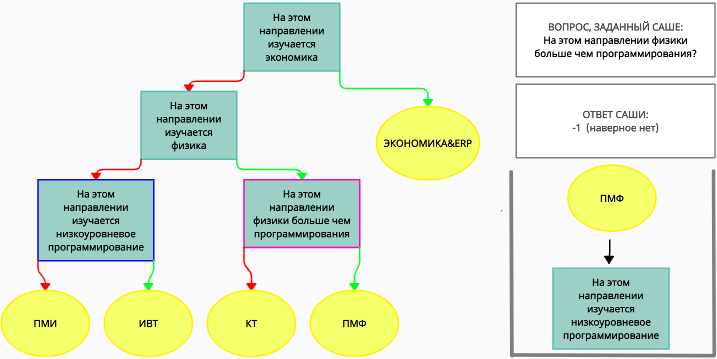 На этом
направлении
изучается
экономика
На этом
направлении
изучается
физика
ЭКОНОМИКА&ERP
На этом
направлении
изучается
низкоуровневое
программирование
На этом
направлении
физики больше чем
программирования
ПМИ
ИВТ
КТ
ПМФ
ВОПРОС, ЗАДАННЫЙ САШЕ:
На этом направлении физики
больше чем программирования?
ОТВЕТ САШИ:
-1 (наверное нет)
ПМФ
На этом
направлении
изучается
низкоуровневое
программирование